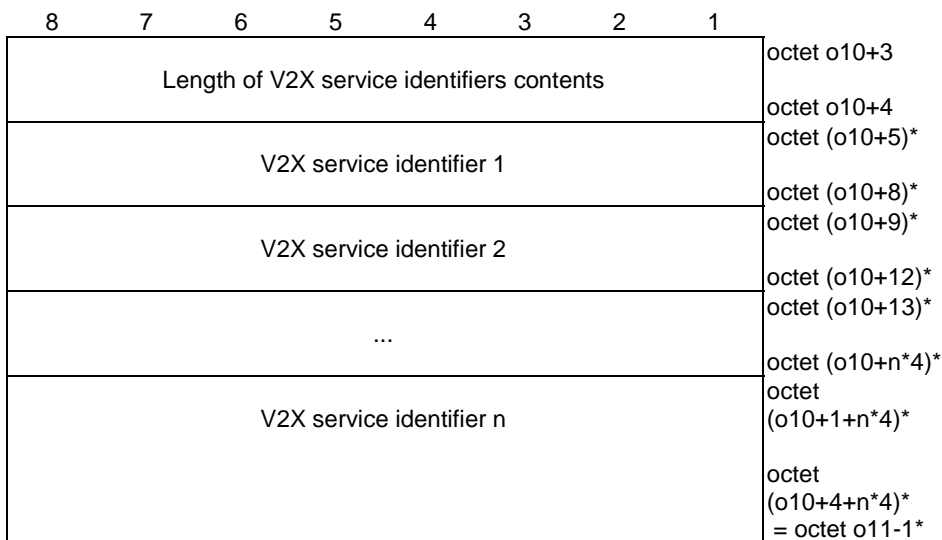 8 7 6 5 4 3 2 1
Length of V2X service identifiers contents
octet o10+3
octet o10+4
V2X service identifier 1
octet (o10+5)*
octet (o10+8)*
V2X service identifier 2
octet (o10+9)*
octet (o10+12)*
...
octet (o10+13)*
octet (o10+n*4)*
V2X service identifier n
octet
(o10+1+n*4)*
octet
(o10+4+n*4)*
= octet o11-1*